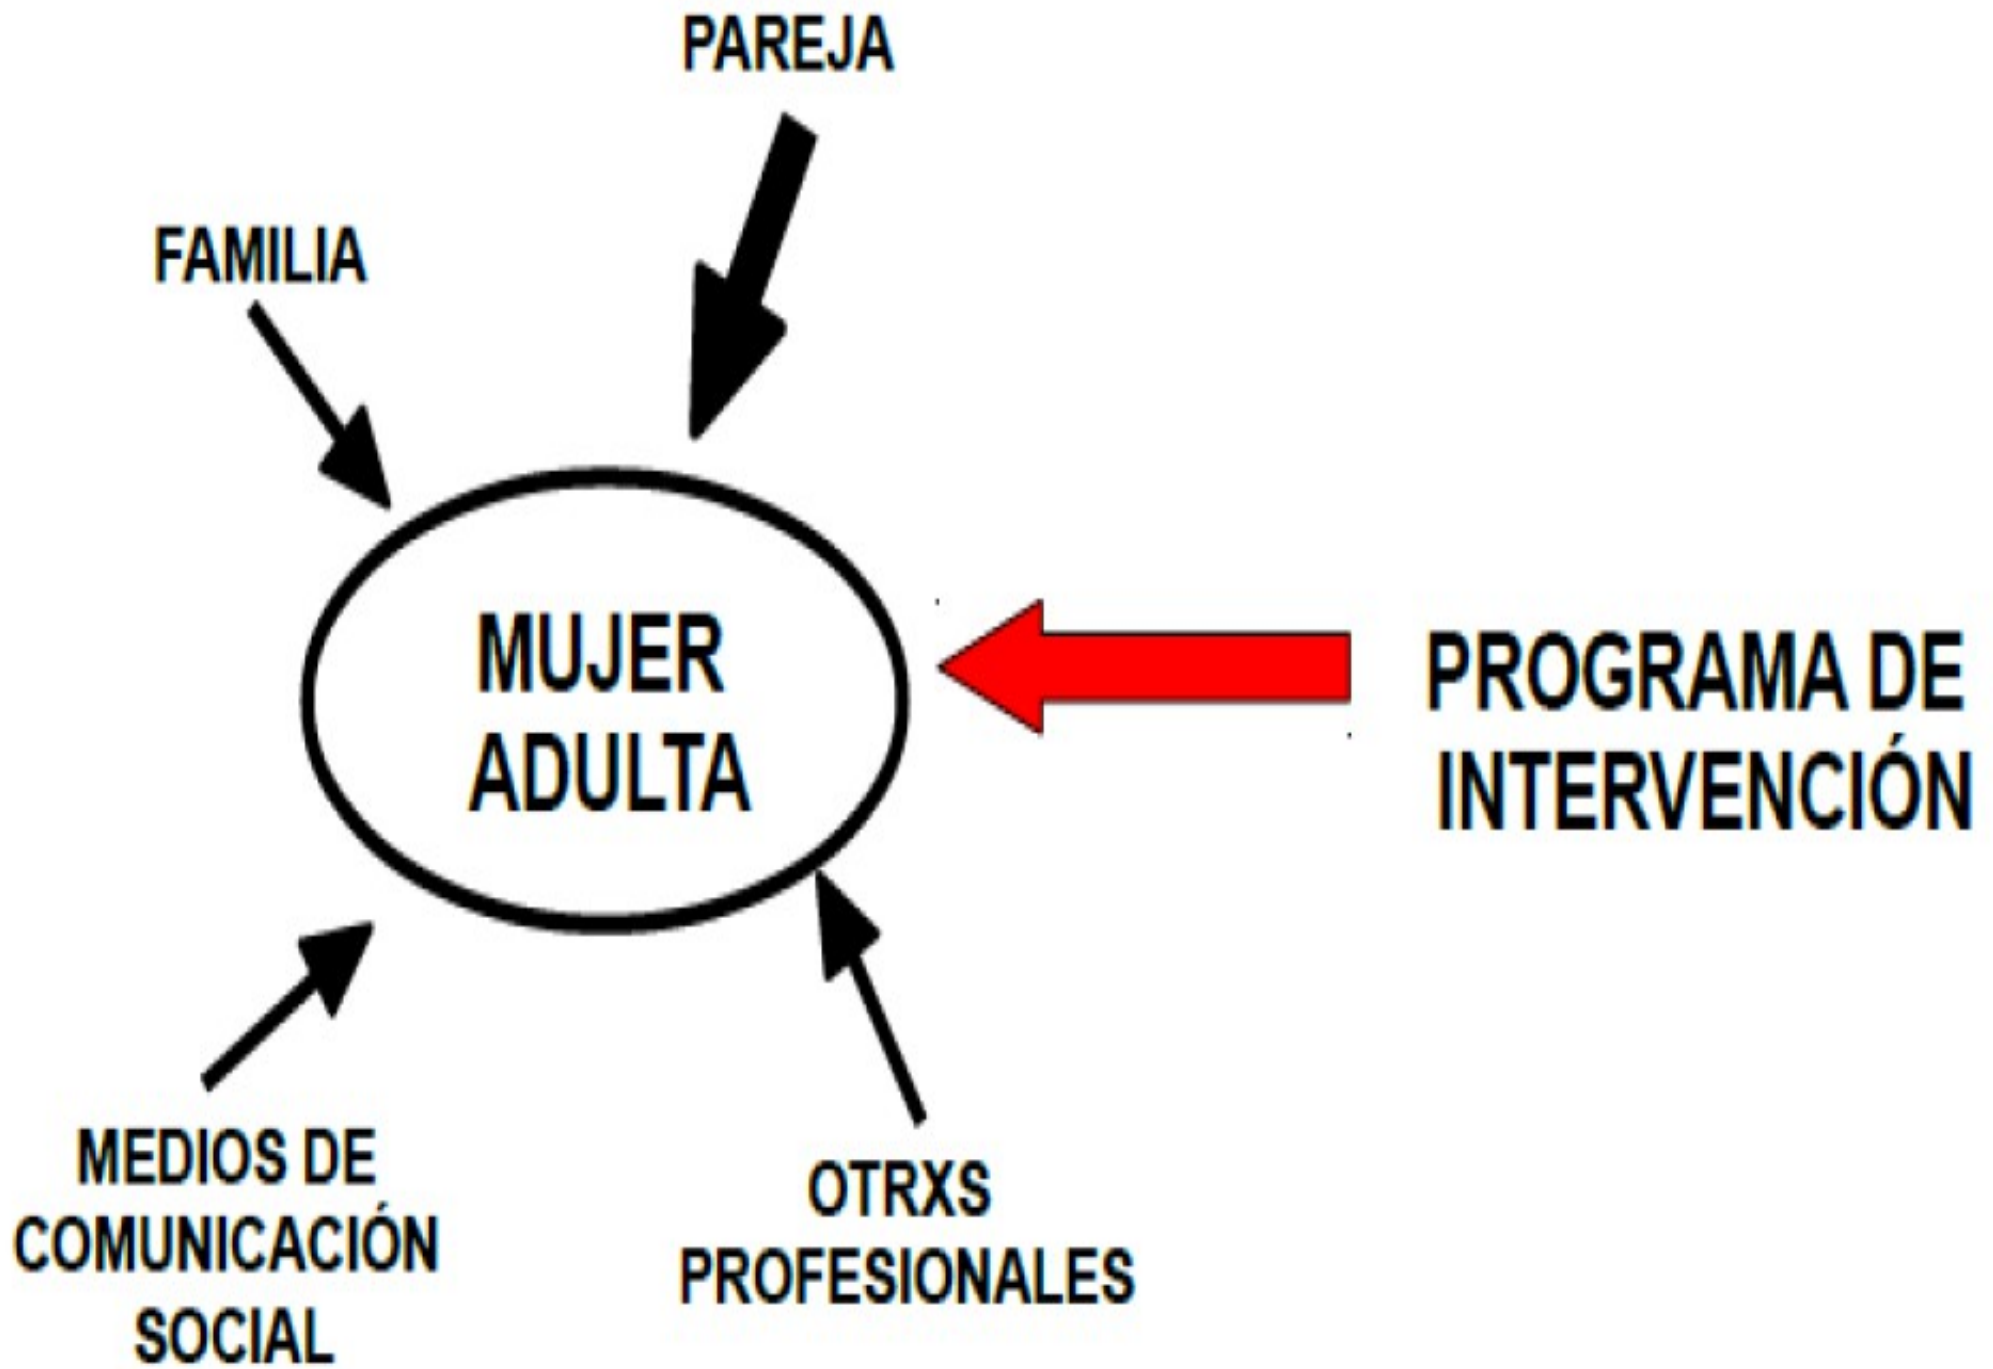 PAREJA
FAMILIA
MUJER
ADULTA
PROGRAMA DE
INTERVENCIÓN
MEDIOS DE
COMUNICACIÓN
SOCIAL
OTRXS
PROFESIONALES